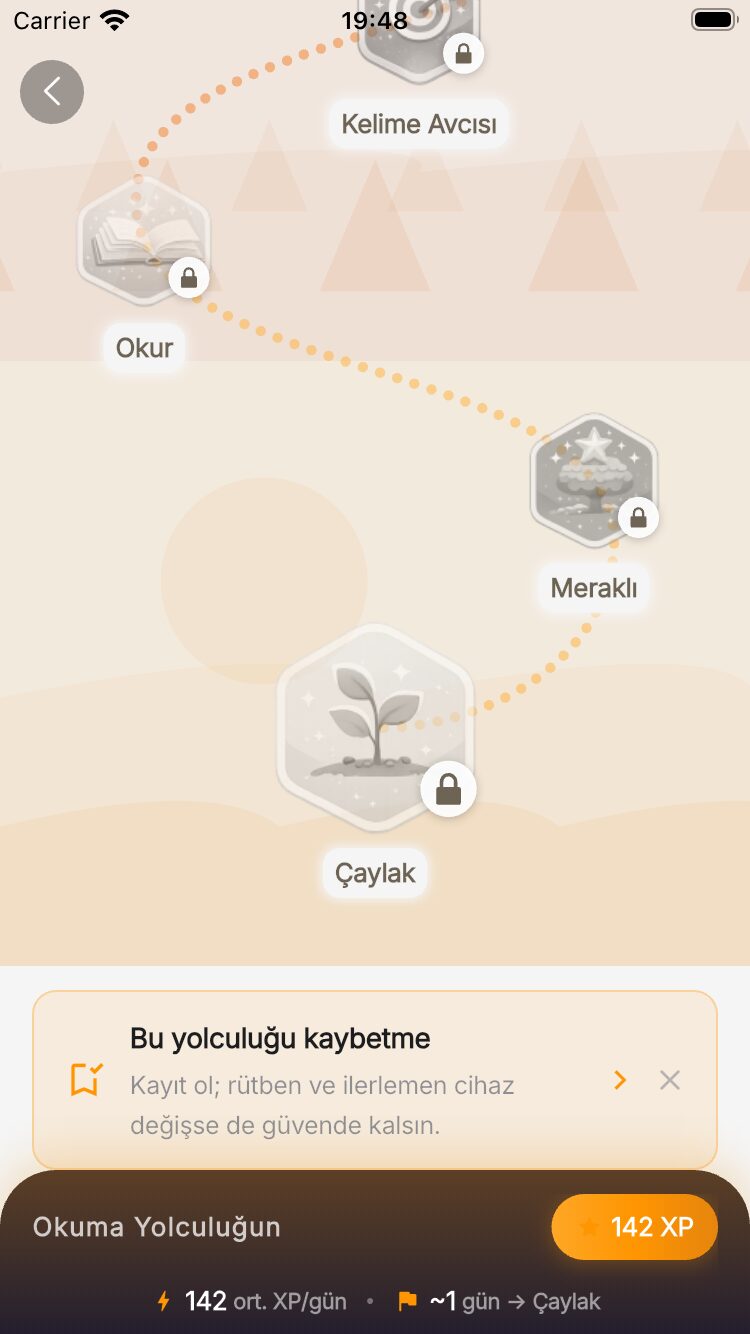 Carrier 19:48
Kelime Avcısı
Okur
Meraklı
Çaylak
Bu yolculuğu kaybetme
Kayıt ol; rütben ve ilerlemen cihaz
değişse de güvende kalsın.
Okuma Yolculuğun
142 XP
142 ort. XP/gün • ~1 gün → Çaylak